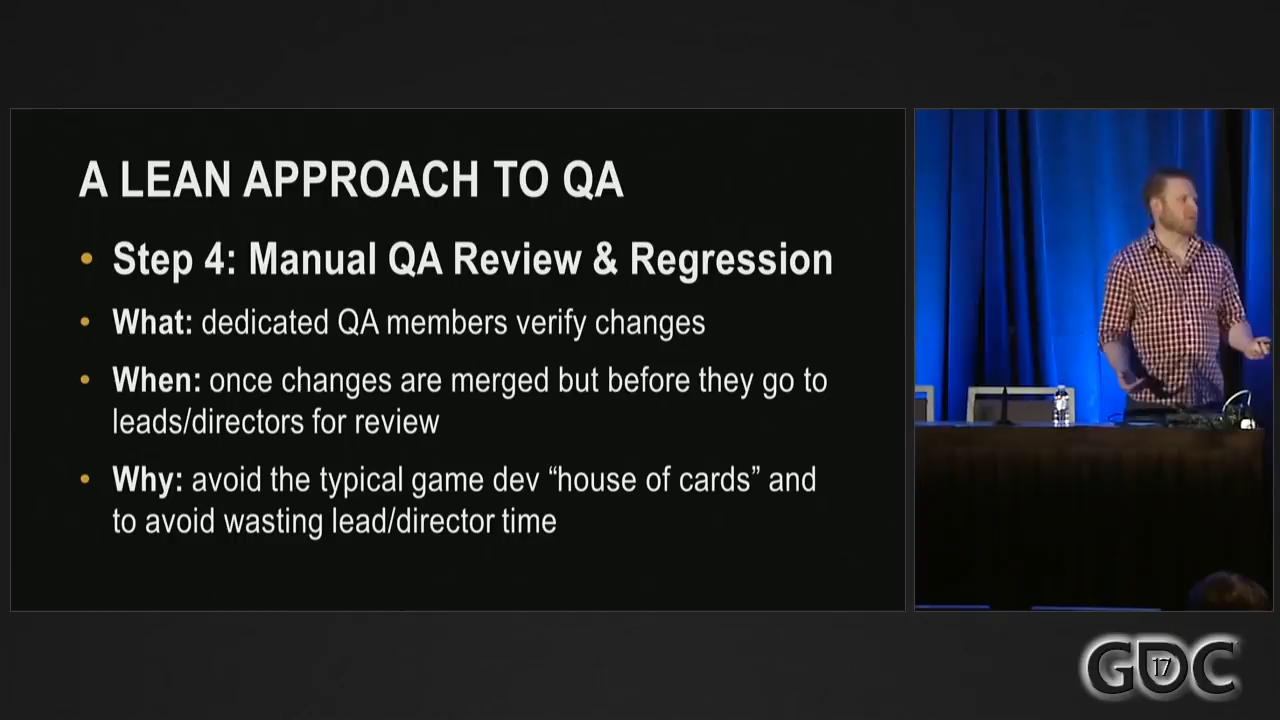 A LEAN APPROACH TO QA
• Step 4: Manual QA Review & Regression
• What: dedicated QA members verify changes
• When: once changes are merged but before they go to
leads/directors for review
• Why: avoid the typical game dev “house of cards” and
to avoid wasting lead/director time
GDC
17